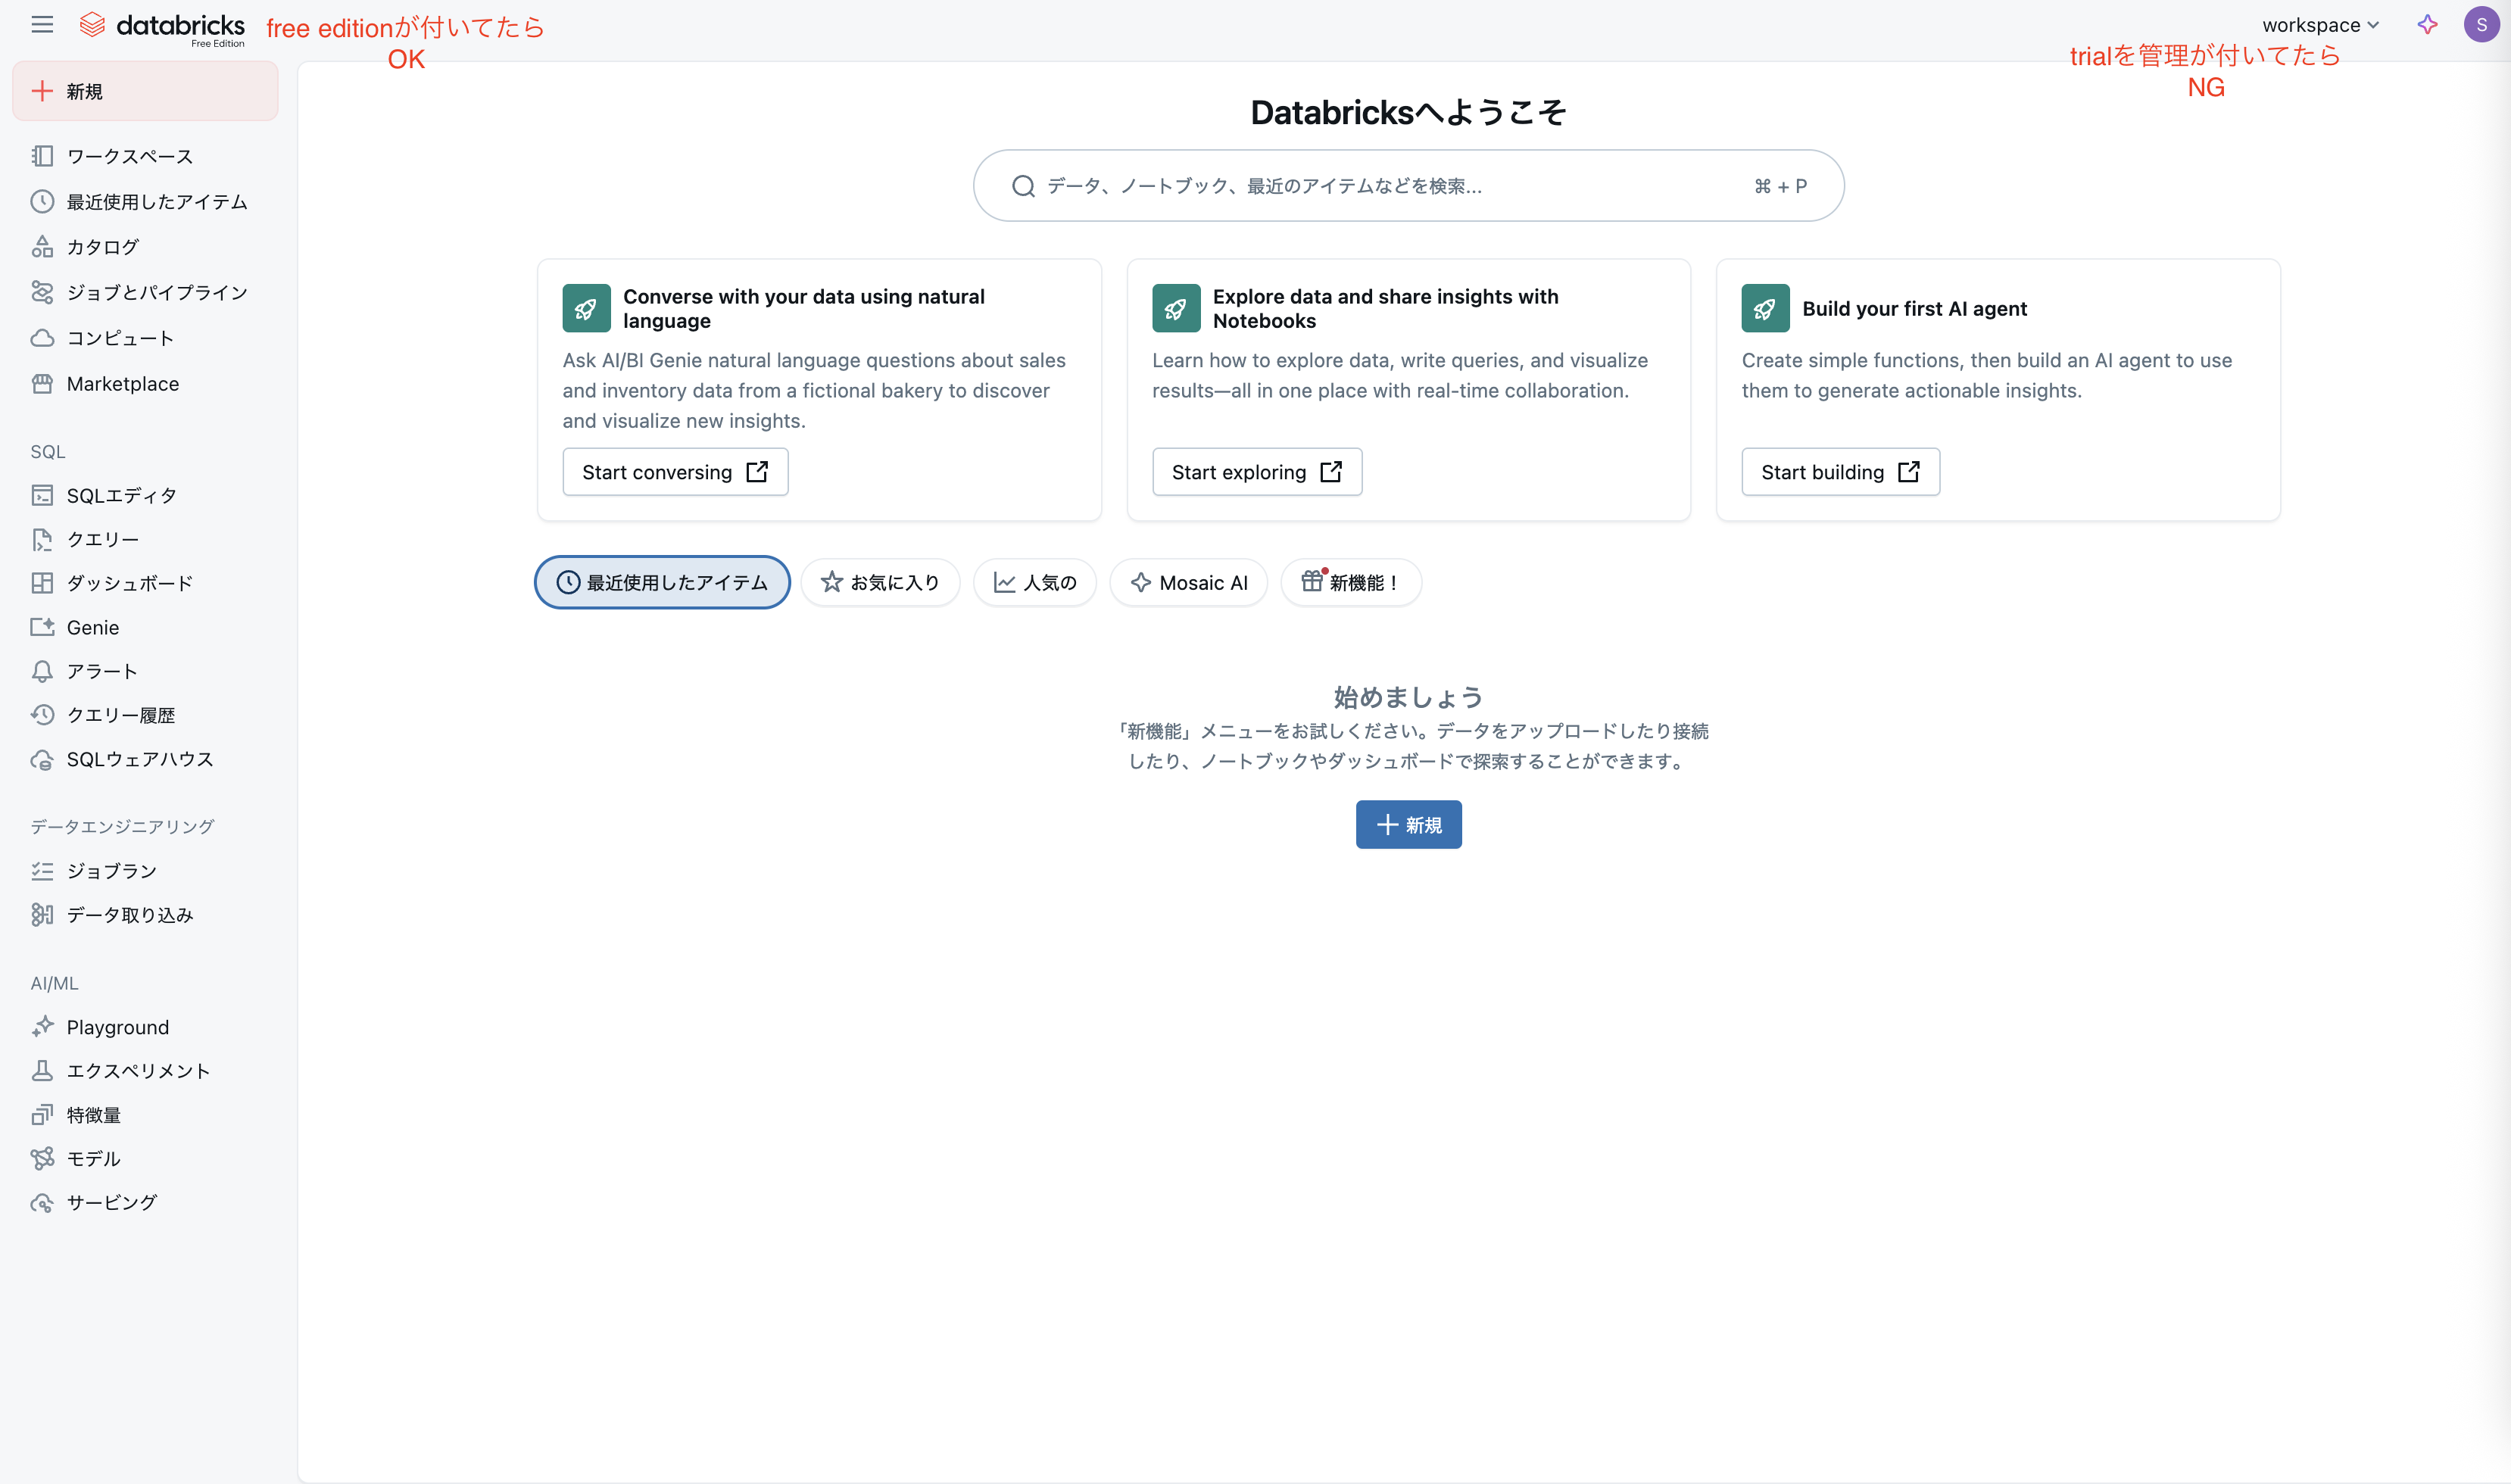 databricks
Free Edition
free editionが付いてたら
OK
workspace
S
trialを管理が付いてたら
NG
新規
ワークスペース
最近使用したアイテム
カタログ
ジョブとパイプライン
コンピュート
Marketplace
SQL
SQLエディタ
クエリー
ダッシュボード
Genie
アラート
クエリー履歴
SQLウェアハウス
データエンジニアリング
ジョブラン
データ取り込み
AI/ML
Playground
エクスペリメント
特徴量
モデル
サービング
Databricksへようこそ
データ、ノートブック、最近のアイテムなどを検索...
⌘ + P
Converse with your data using natural
language
Ask AI/BI Genie natural language questions about sales
and inventory data from a fictional bakery to discover
and visualize new insights.
Start conversing
Explore data and share insights with
Notebooks
Learn how to explore data, write queries, and visualize
results—all in one place with real-time collaboration.
Start exploring
Build your first AI agent
Create simple functions, then build an AI agent to use
them to generate actionable insights.
Start building
最近使用したアイテム
お気に入り
人気の
Mosaic AI
新機能！
始めましょう
「新機能」メニューをお試しください。データをアップロードしたり接続
したり、ノートブックやダッシュボードで探索することができます。
新規